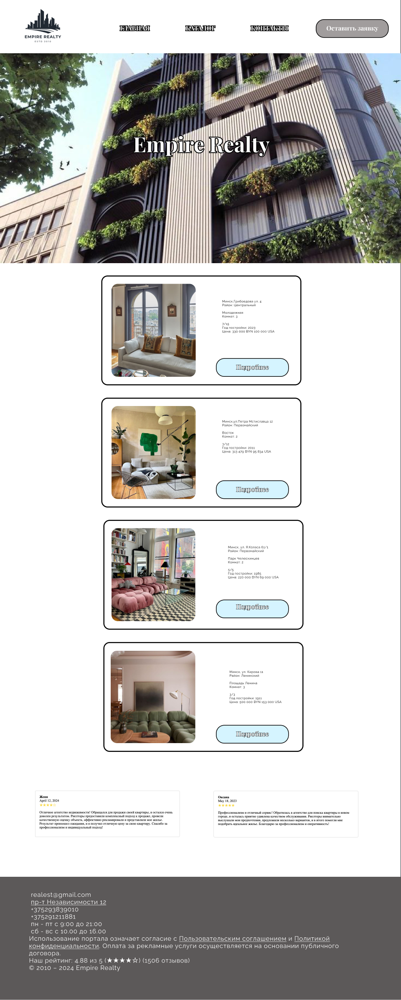 EMPIRE REALTY
ESTD 2010
ГЛАВНАЯ
КАТАЛОГ
КОНТАКТЫ
Оставить заявку
Empire Realty
Минск,Грибоедова ул. 4
Район: Центральный
Молодежная
Комнат: 3
7/15
Год постройки: 2023
Цена: 330 000 BYN 100 000 USA
Подробнее
Минск,ул.Петра Мстиславца 12
Район: Первомайский
Восток
Комнат: 2
3/12
Год постройки: 2011
Цена: 313 479 BYN 95 834 USA
Подробнее
Минск, ул. Я.Коласа 61/1
Район: Первомайский
Парк Челюскинцев
Комнат: 2
5/5
Год постройки: 1985
Цена: 220 000 BYN 69 000 USA
Подробнее
Минск, ул. Кирова 11
Район: Ленинский
Площадь Ленина
Комнат: 3
3/3
Год постройки: 1911
Цена: 500 000 BYN 153 000 USA
Подробнее
Женя
April 12, 2024
★★★★☆
Отличное агентство недвижимости! Обращался для продажи своей квартиры, и остался очень
доволен результатом. Риелторы предоставили комплексный подход к продаже, провели
качественную оценку объекта, эффективно рекламировали и представляли мое жилье.
Результат превзошел ожидания, и я получил отличную цену за свою квартиру. Спасибо за
профессионализм и индивидуальный подход!
Оксана
May 18, 2023
★★★★★
Профессионализм и отличный сервис! Обратилась в агентство для поиска квартиры в новом
городе, и осталась приятно удивлена качеством обслуживания. Риелторы внимательно
выслушали мои предпочтения, предложили несколько вариантов, и в итоге помогли мне
подобрать идеальное жилье. Благодарю за профессионализм и оперативность!
realest@gmail.com
пр-т Независимости 12
+375293839010
+375291211881
пн - пт с 9:00 до 21:00
сб - вс с 10.00 до 16.00
Использование портала означает согласие с Пользовательским соглашением и Политикой
конфиденциальности. Оплата за рекламные услуги осуществляется на основании публичного
договора.
Наш рейтинг: 4.88 из 5 (★★★★☆) (1506 отзывов)
© 2010 – 2024 Empire Realty